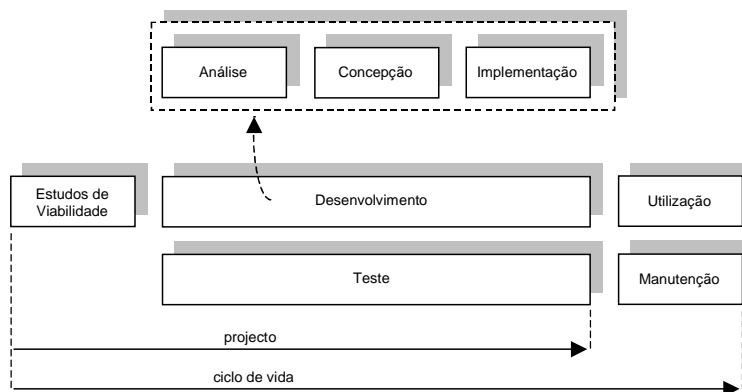 Análise
Concepção
Implementação
Estudos de
Viabilidade
Desenvolvimento
Utilização
Teste
Manutenção
projecto
ciclo de vida